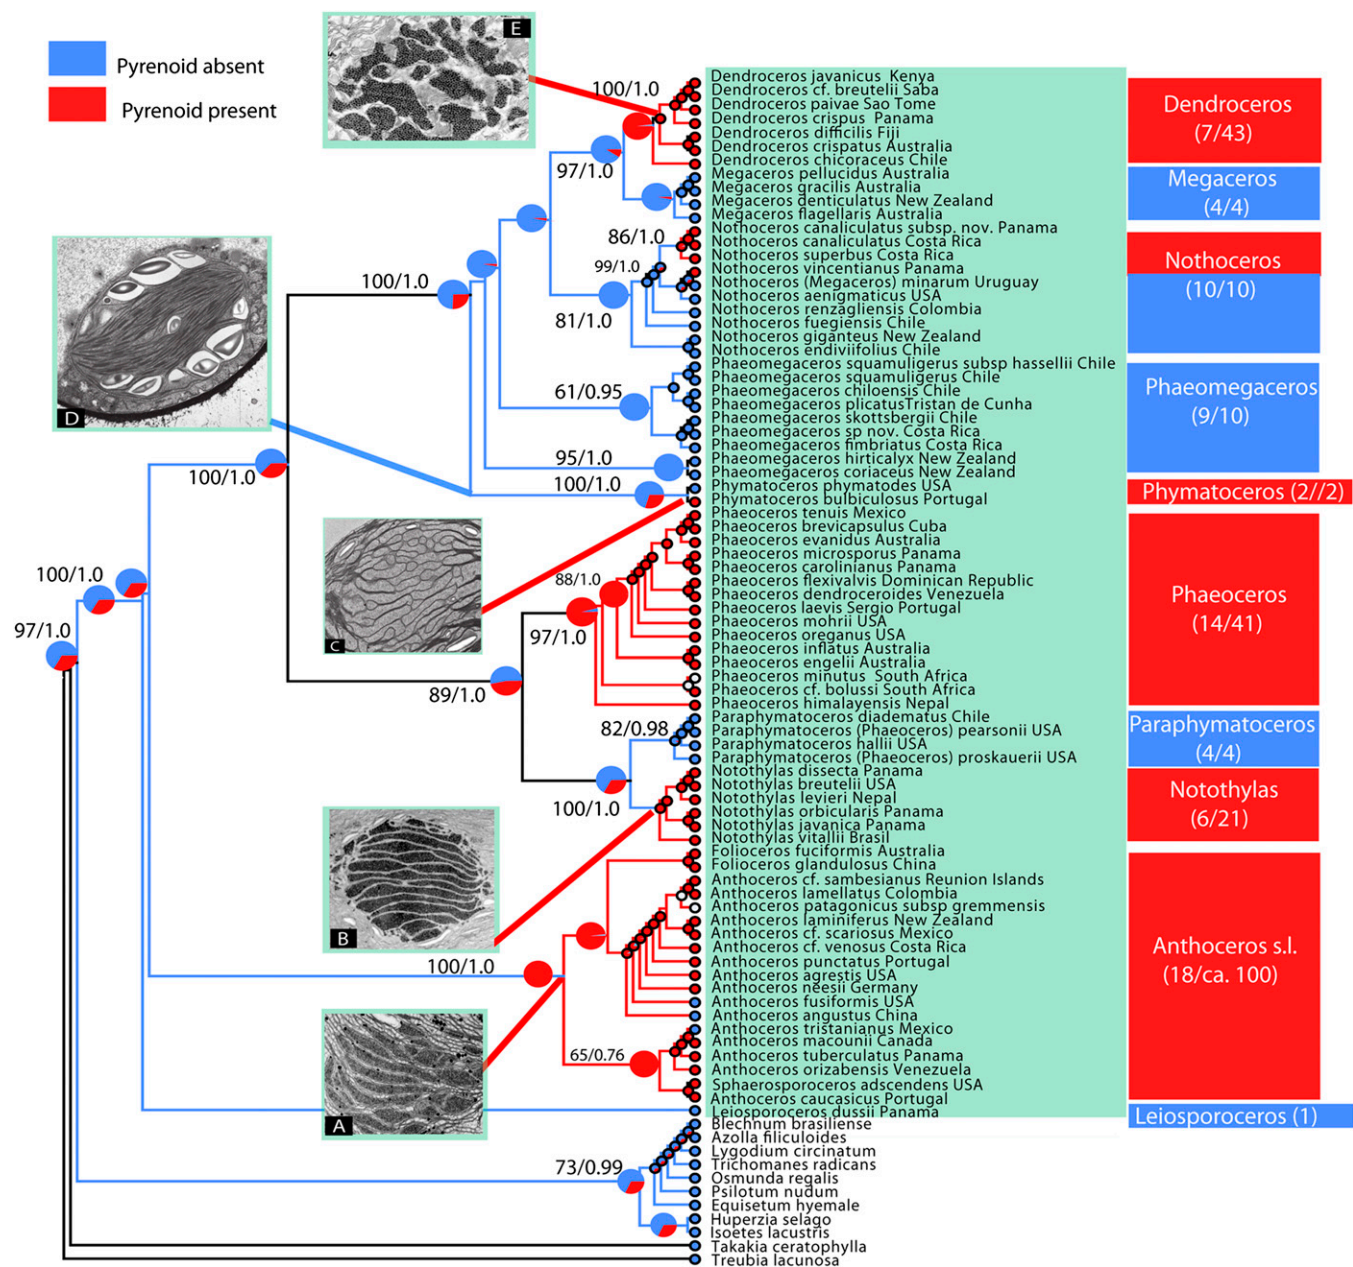 Pyrenoid absent
Pyrenoid present
E
D
C
B
A
100/1.0
97/1.0
86/1.0
99/1.0
81/1.0
100/1.0
61/0.95
95/1.0
100/1.0
100/1.0
88/1.0
97/1.0
89/1.0
82/0.98
100/1.0
100/1.0
97/1.0
100/1.0
65/0.76
73/0.99
Dendroceros javanicus Kenya
Dendroceros cf. breutelii Saba
Dendroceros paivae Sao Tome
Dendroceros crispus Panama
Dendroceros difficilis Fiji
Dendroceros crispatus Australia
Dendroceros chicoraceus Chile
Megaceros pellucidus Australia
Megaceros gracilis Australia
Megaceros denticulatus New Zealand
Megaceros flagellaris Australia
Nothoceros canaliculatus subsp. nov. Panama
Nothoceros canaliculatus Costa Rica
Nothoceros superbus Costa Rica
Nothoceros vincentianus Panama
Nothoceros (Megaceros) minarum Uruguay
Nothoceros aenigmaticus USA
Nothoceros renzagliensis Colombia
Nothoceros fuegiensis Chile
Nothoceros giganteus New Zealand
Nothoceros endiviifolius Chile
Phaeomegaceros squamuligerus subsp hassellii Chile
Phaeomegaceros squamuligerus Chile
Phaeomegaceros chiloensis Chile
Phaeomegaceros plicatusTristan de Cunha
Phaeomegaceros skottsbergii Chile
Phaeomegaceros sp nov. Costa Rica
Phaeomegaceros fimbriatus Costa Rica
Phaeomegaceros hirticalyx New Zealand
Phaeomegaceros coriaceus New Zealand
Phymatoceros phymatodes USA
Phymatoceros bulbiculosus Portugal
Phaeoceros tenuis Mexico
Phaeoceros brevicapsulus Cuba
Phaeoceros evanidus Australia
Phaeoceros microsporus Panama
Phaeoceros carolinianus Panama
Phaeoceros flexivalvis Dominican Republic
Phaeoceros dendroceroides Venezuela
Phaeoceros laevis Sergio Portugal
Phaeoceros mohrii USA
Phaeoceros oreganus USA
Phaeoceros inflatus Australia
Phaeoceros engelii Australia
Phaeoceros minutus South Africa
Phaeoceros cf. bolussi South Africa
Phaeoceros himalayensis Nepal
Paraphymatoceros diadematus Chile
Paraphymatoceros (Phaeoceros) pearsonii USA
Paraphymatoceros hallii USA
Paraphymatoceros (Phaeoceros) proskauerii USA
Notothylas dissecta Panama
Notothylas breutelii USA
Notothylas levieri Nepal
Notothylas orbicularis Panama
Notothylas javanica Panama
Notothylas vitallii Brasil
Folioceros fuciformis Australia
Folioceros glandulosus China
Anthoceros cf. sambesianus Reunion Islands
Anthoceros lamellatus Colombia
Anthoceros patagonicus subsp gremmensis
Anthoceros laminiferus New Zealand
Anthoceros cf. scariosus Mexico
Anthoceros cf. venosus Costa Rica
Anthoceros punctatus Portugal
Anthoceros agrestis USA
Anthoceros neesii Germany
Anthoceros fusiformis USA
Anthoceros angustus China
Anthoceros tristanianus Mexico
Anthoceros macounii Canada
Anthoceros tuberculatus Panama
Anthoceros orizabensis Venezuela
Sphaerosporoceros adscendens USA
Anthoceros caucasicus Portugal
Leiosporoceros dussii Panama
Blechnum brasiliense
Azolla filiculoides
Lygodium circinatum
Trichomanes radicans
Osmunda regalis
Psilotum nudum
Equisetum hyemale
Huperzia selago
Isoetes lacustris
Takakia ceratophylla
Treubia lacunosa
Dendroceros
(7/43)
Megaceros
(4/4)
Nothoceros
(10/10)
Phaeomegaceros
(9/10)
Phymatoceros (2//2)
Phaeoceros
(14/41)
Paraphymatoceros
(4/4)
Notothylas
(6/21)
Anthoceros s.l.
(18/ca. 100)
Leiosporoceros (1)